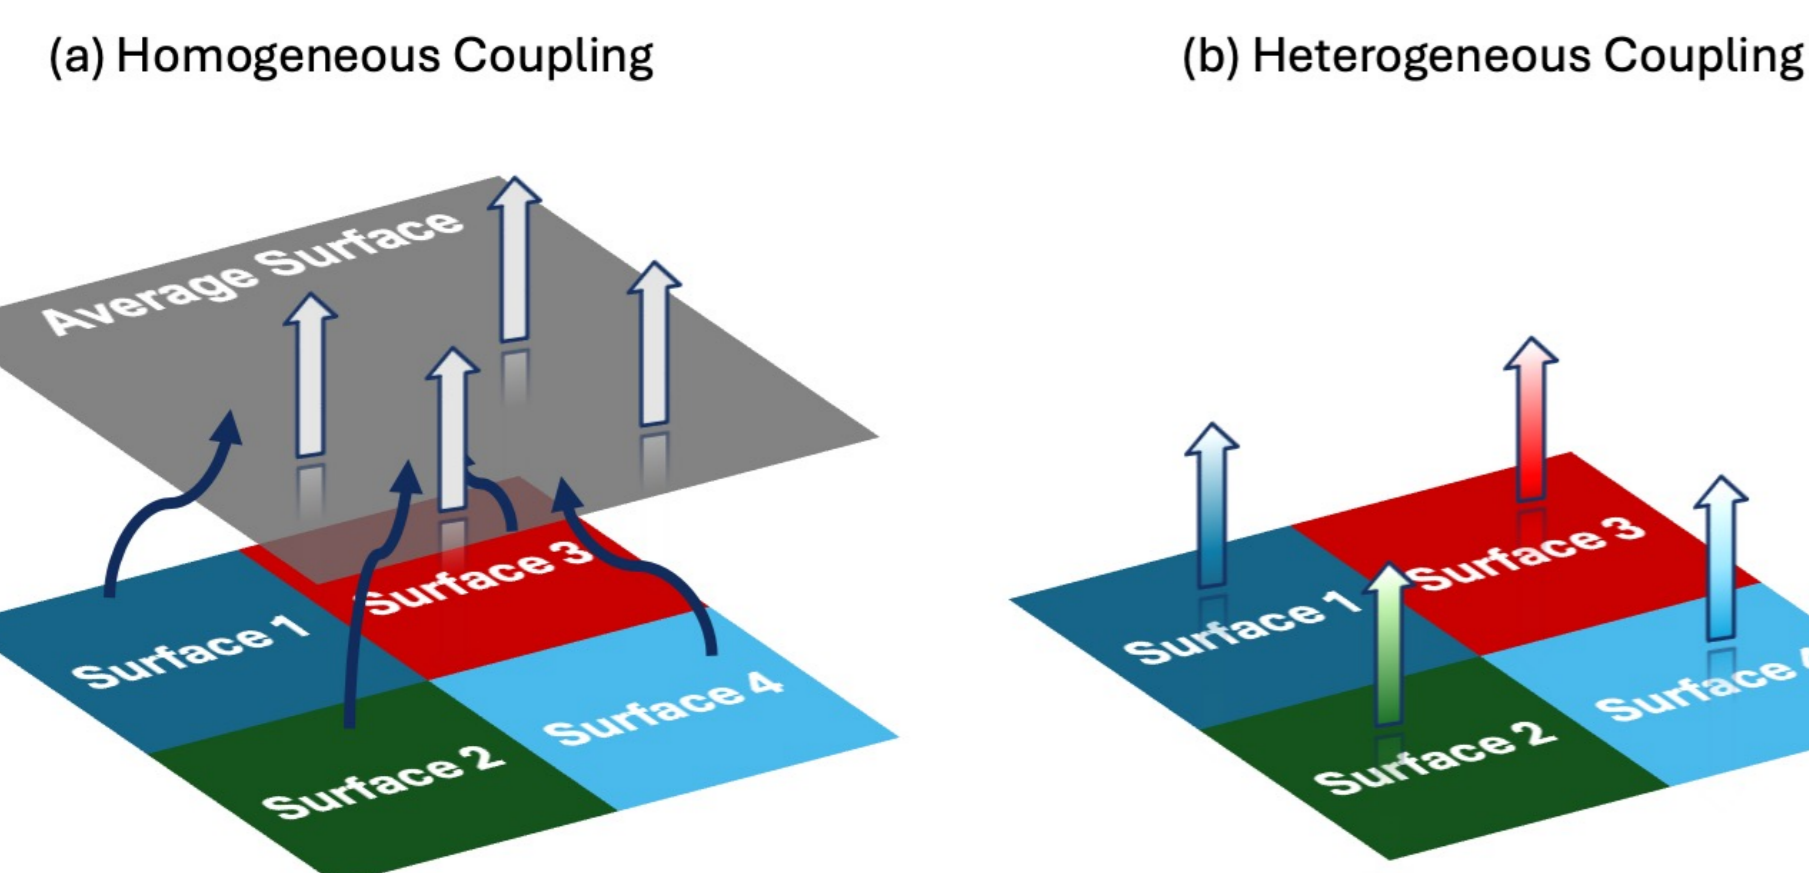 (a) Homogeneous Coupling
(b) Heterogeneous Coupling
Average Surface
Surface 1
Surface 3
Surface 2
Surface 4
Surface 1
Surface 3
Surface 2
Surface